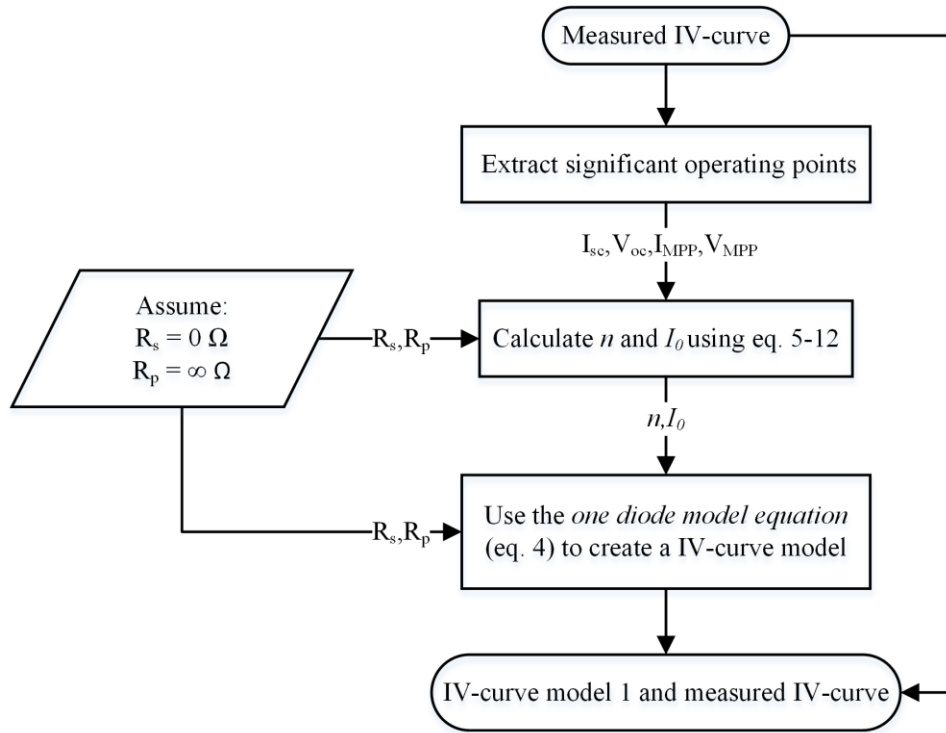 Measured IV-curve
Extract significant operating points
Isc,Voc,IMPP,VMPP
Assume:
Rs = 0 Ω
Rp = ∞ Ω
Rs,Rp
Calculate n and I0 using eq. 5-12
n,I0
Rs,Rp
Use the one diode model equation
(eq. 4) to create a IV-curve model
IV-curve model 1 and measured IV-curve